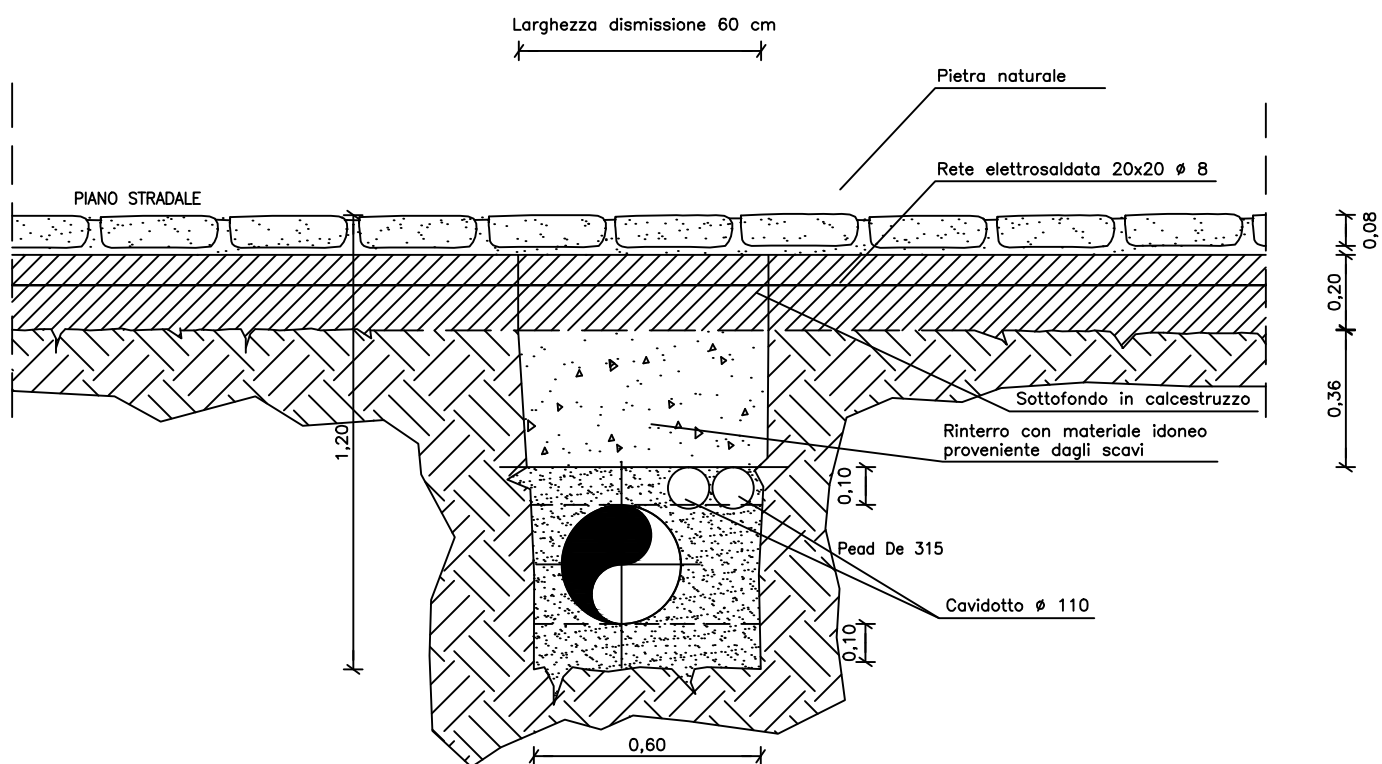 Larghezza dismissione 60 cm
Pietra naturale
Rete elettrosaldata 20x20 ø 8
PIANO STRADALE
0,08
0,20
0,36
Sottofondo in calcestruzzo
Rinterro con materiale idoneo
proveniente dagli scavi
1,20
0,10
Pead De 315
Cavidotto ø 110
0,10
0,60